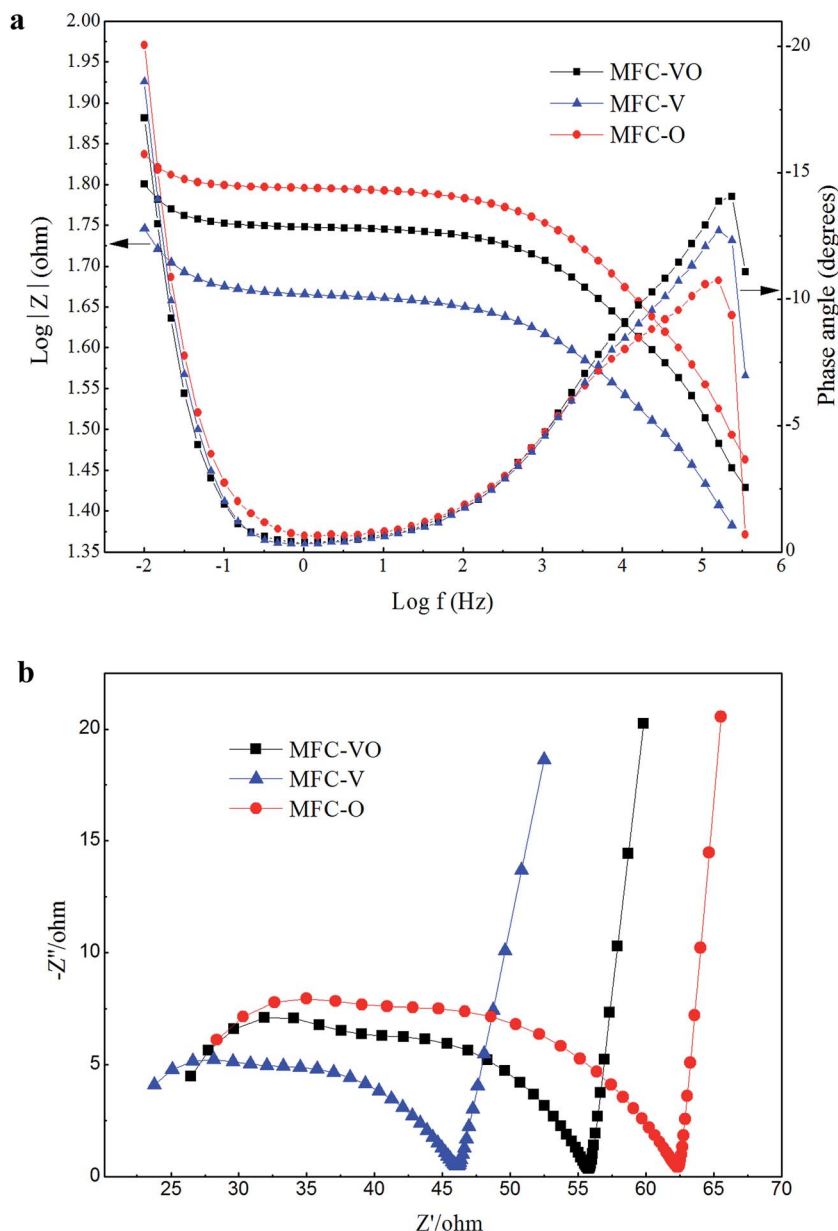 a
2.00
1.95
1.90
1.85
1.80
1.75
1.70
1.65
1.60
1.55
1.50
1.45
1.40
1.35
Log | Z | (ohm)
MFC-VO
MFC-V
MFC-O
-20
-15
-10
-5
0
Phase angle (degrees)
-2 -1 0 1 2 3 4 5 6
Log f (Hz)
b
20
15
10
5
0
-Z"/ohm
MFC-VO
MFC-V
MFC-O
25 30 35 40 45 50 55 60 65 70
Z'/ohm